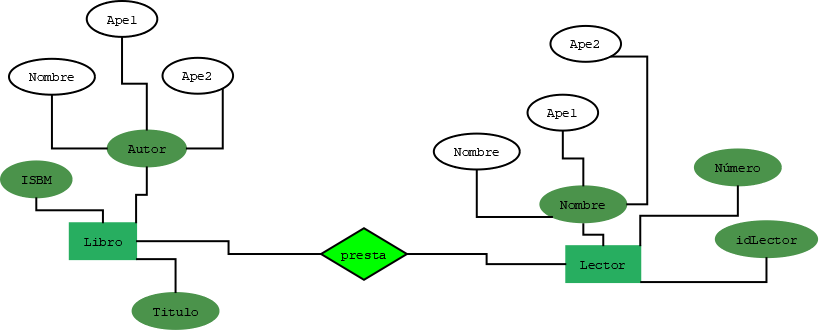 Ape1
Ape2
Nombre
Autor
ISBM
Libro
Titulo
presta
Ape2
Ape1
Nombre
Nombre
Número
idLector
Lector